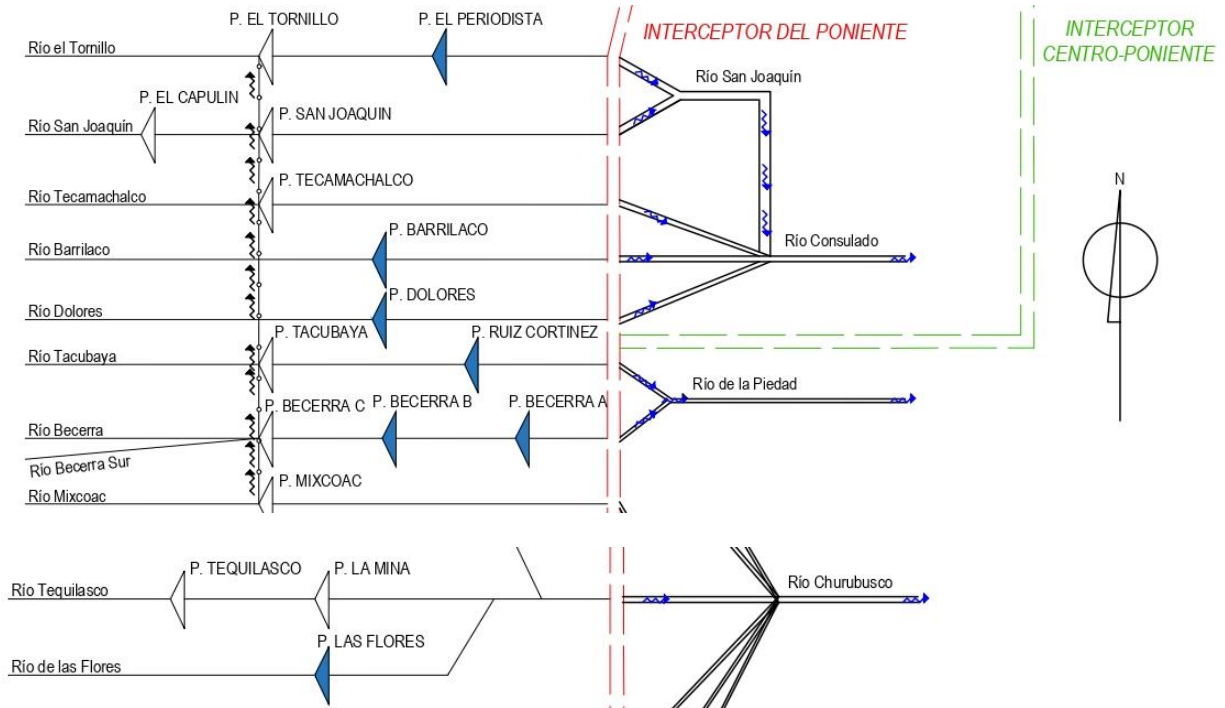 P. EL TORNILLO
P. EL PERIODISTA
INTERCEPTOR DEL PONIENTE
INTERCEPTOR
CENTRO-PONIENTE
Río el Tornillo
Río San Joaquín
P. EL CAPULIN
P. SAN JOAQUIN
Río San Joaquín
P. TECAMACHALCO
N
Río Tecamachalco
P. BARRILACO
Río Consulado
Río Barrilaco
P. DOLORES
Río Dolores
P. TACUBAYA
P. RUIZ CORTINEZ
Río Tacubaya
Río de la Piedad
P. BECERRA C
P. BECERRA B
P. BECERRA A
Río Becerra
Río Becerra Sur
P. MIXCOAC
Río Mixcoac
P. TEQUILASCO
P. LA MINA
Río Churubusco
Río Tequilasco
P. LAS FLORES
Río de las Flores